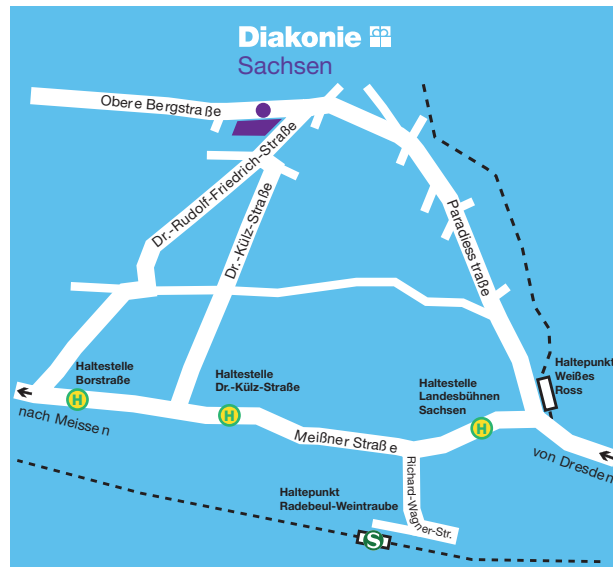 Diakonie
Sachsen
Obere Bergstraße
Dr.-Rudolf-Friedrich-Straße
Dr.-Külz-Straße
Paradiesstraße
Haltestelle
Borstraße
Haltestelle
Dr.-Külz-Straße
Haltestelle
Landesbühnen
Sachsen
Haltepunkt
Weißes
Ross
H
H
H
nach Meissen
Meißner Straße
von Dresden
Richard-Wagner-Str.
Haltepunkt
Radebeul-Weintraube
S